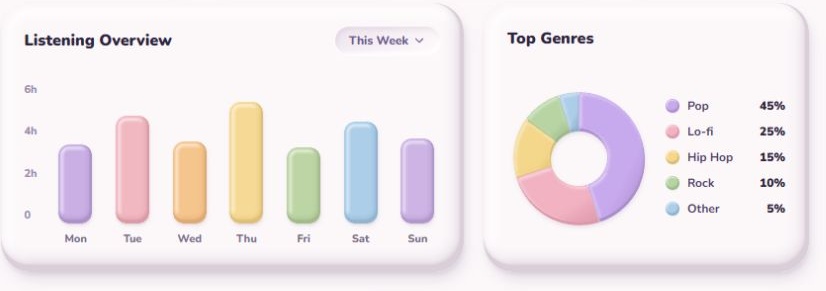 Listening Overview
This Week
6h
4h
2h
0
Mon Tue Wed Thu Fri Sat Sun
Top Genres
Pop 45%
Lo-fi 25%
Hip Hop 15%
Rock 10%
Other 5%